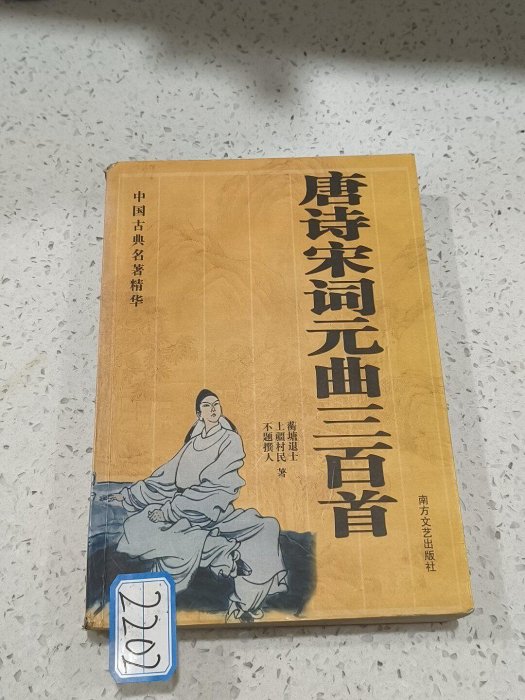 唐诗宋词元曲三百首
中国古典名著精华
蘅塘退士
上疆村民
不题撰人
著
南方文艺出版社
2202